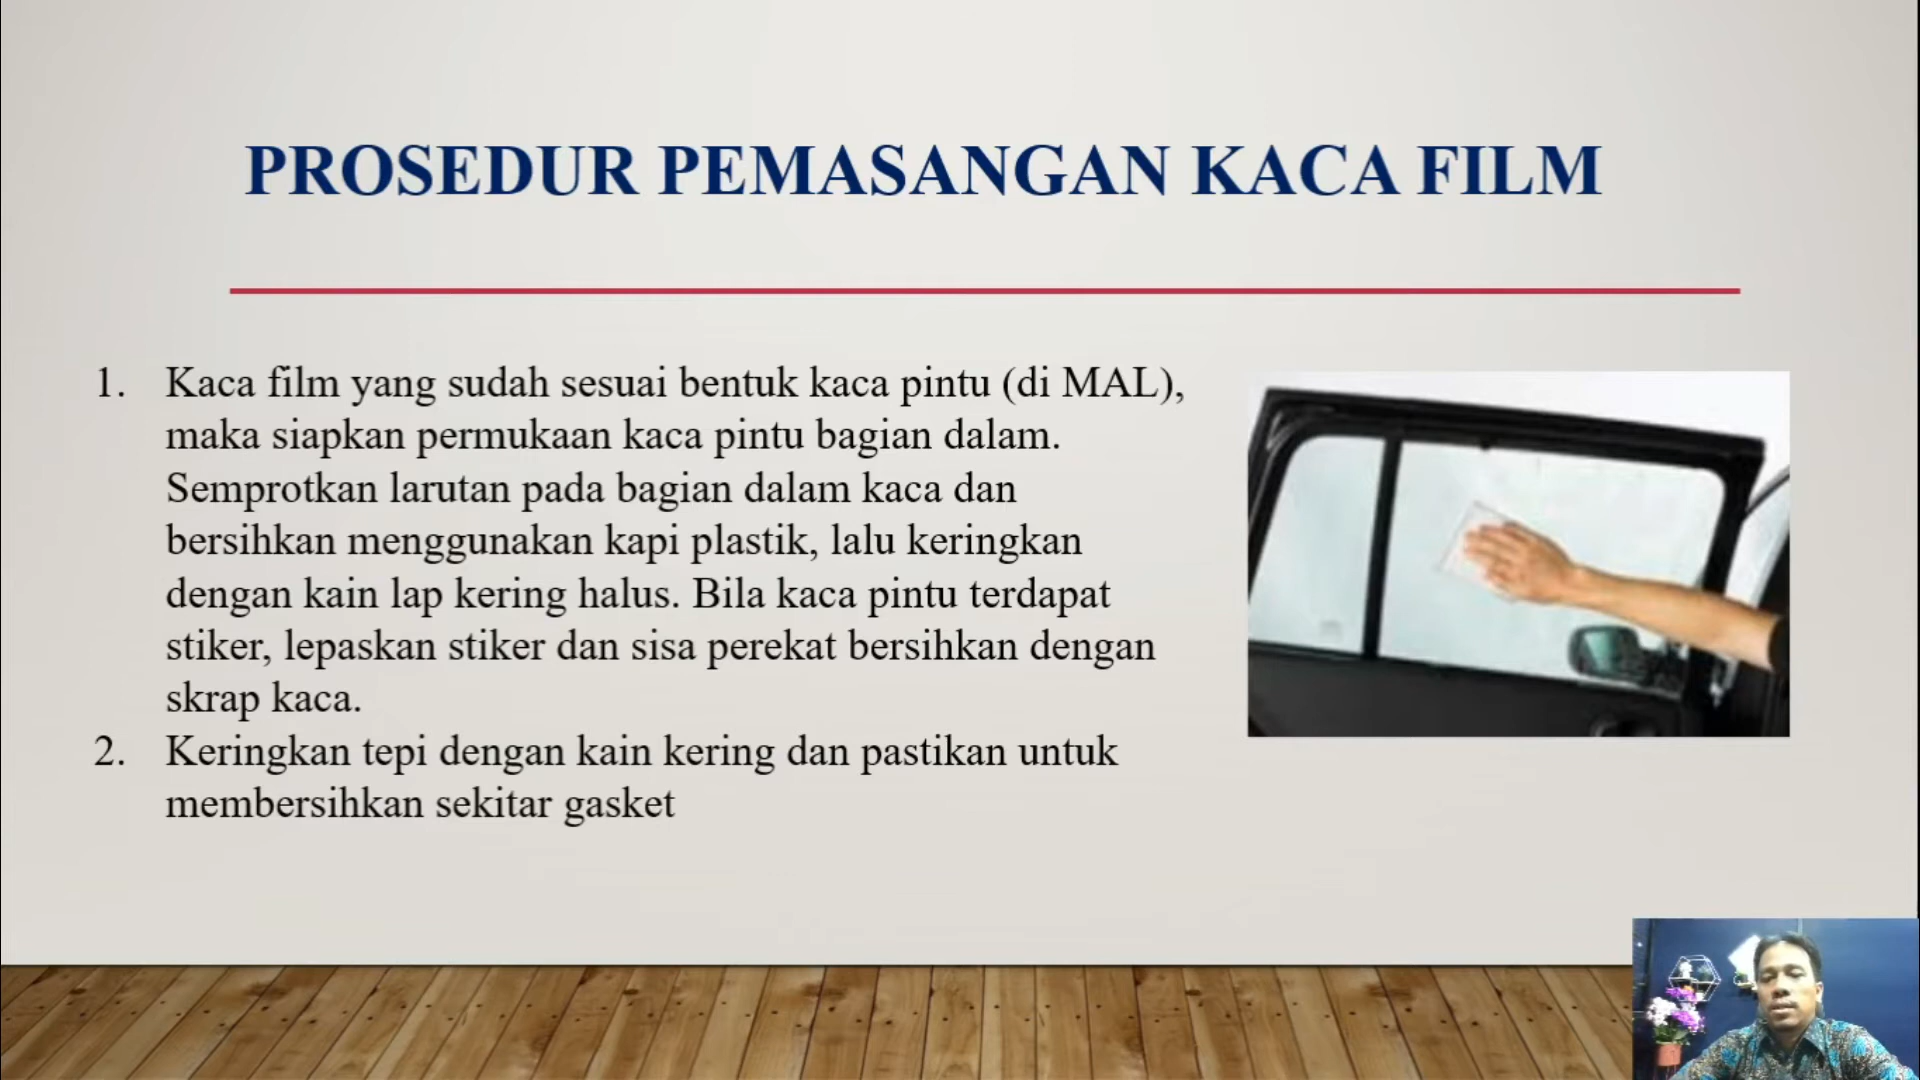 PROSEDUR PEMASANGAN KACA FILM
1. Kaca film yang sudah sesuai bentuk kaca pintu (di MAL),
maka siapkan permukaan kaca pintu bagian dalam.
Semprotkan larutan pada bagian dalam kaca dan
bersihkan menggunakan kapi plastik, lalu keringkan
dengan kain lap kering halus. Bila kaca pintu terdapat
stiker, lepaskan stiker dan sisa perekat bersihkan dengan
skrap kaca.
2. Keringkan tepi dengan kain kering dan pastikan untuk
membersihkan sekitar gasket